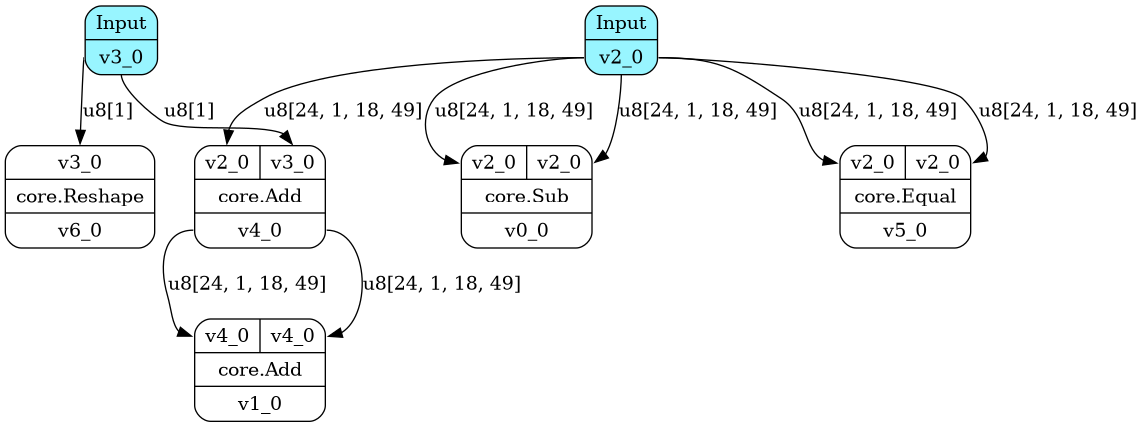 Input
v3_0
Input
v2_0
u8[1]
u8[1]
u8[24, 1, 18, 49]
u8[24, 1, 18, 49]
u8[24, 1, 18, 49]
u8[24, 1, 18, 49]
u8[24, 1, 18, 49]
v3_0
core.Reshape
v6_0
v2_0 v3_0
core.Add
v4_0
v2_0 v2_0
core.Sub
v0_0
v2_0 v2_0
core.Equal
v5_0
u8[24, 1, 18, 49]
u8[24, 1, 18, 49]
v4_0 v4_0
core.Add
v1_0